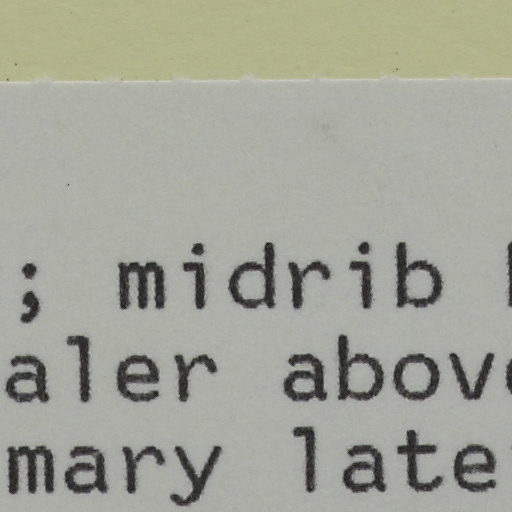 ; midrib
aler above
mary late